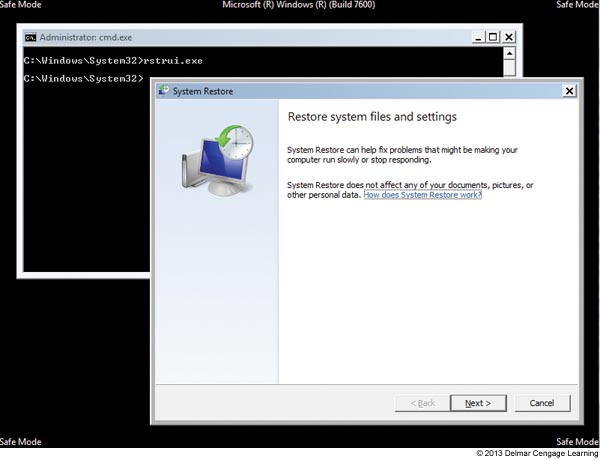 Safe Mode
Microsoft (R) Windows (R) (Build 7600)
Safe Mode
Administrator: cmd.exe
C:\Windows\System32>rstrui.exe
C:\Windows\System32>
System Restore
Restore system files and settings
System Restore can help fix problems that might be making your
computer run slowly or stop responding.
System Restore does not affect any of your documents, pictures, or
other personal data. How does System Restore work?
< Back
Next >
Cancel
Safe Mode
Safe Mode
© 2013 Delmar Cengage Learning